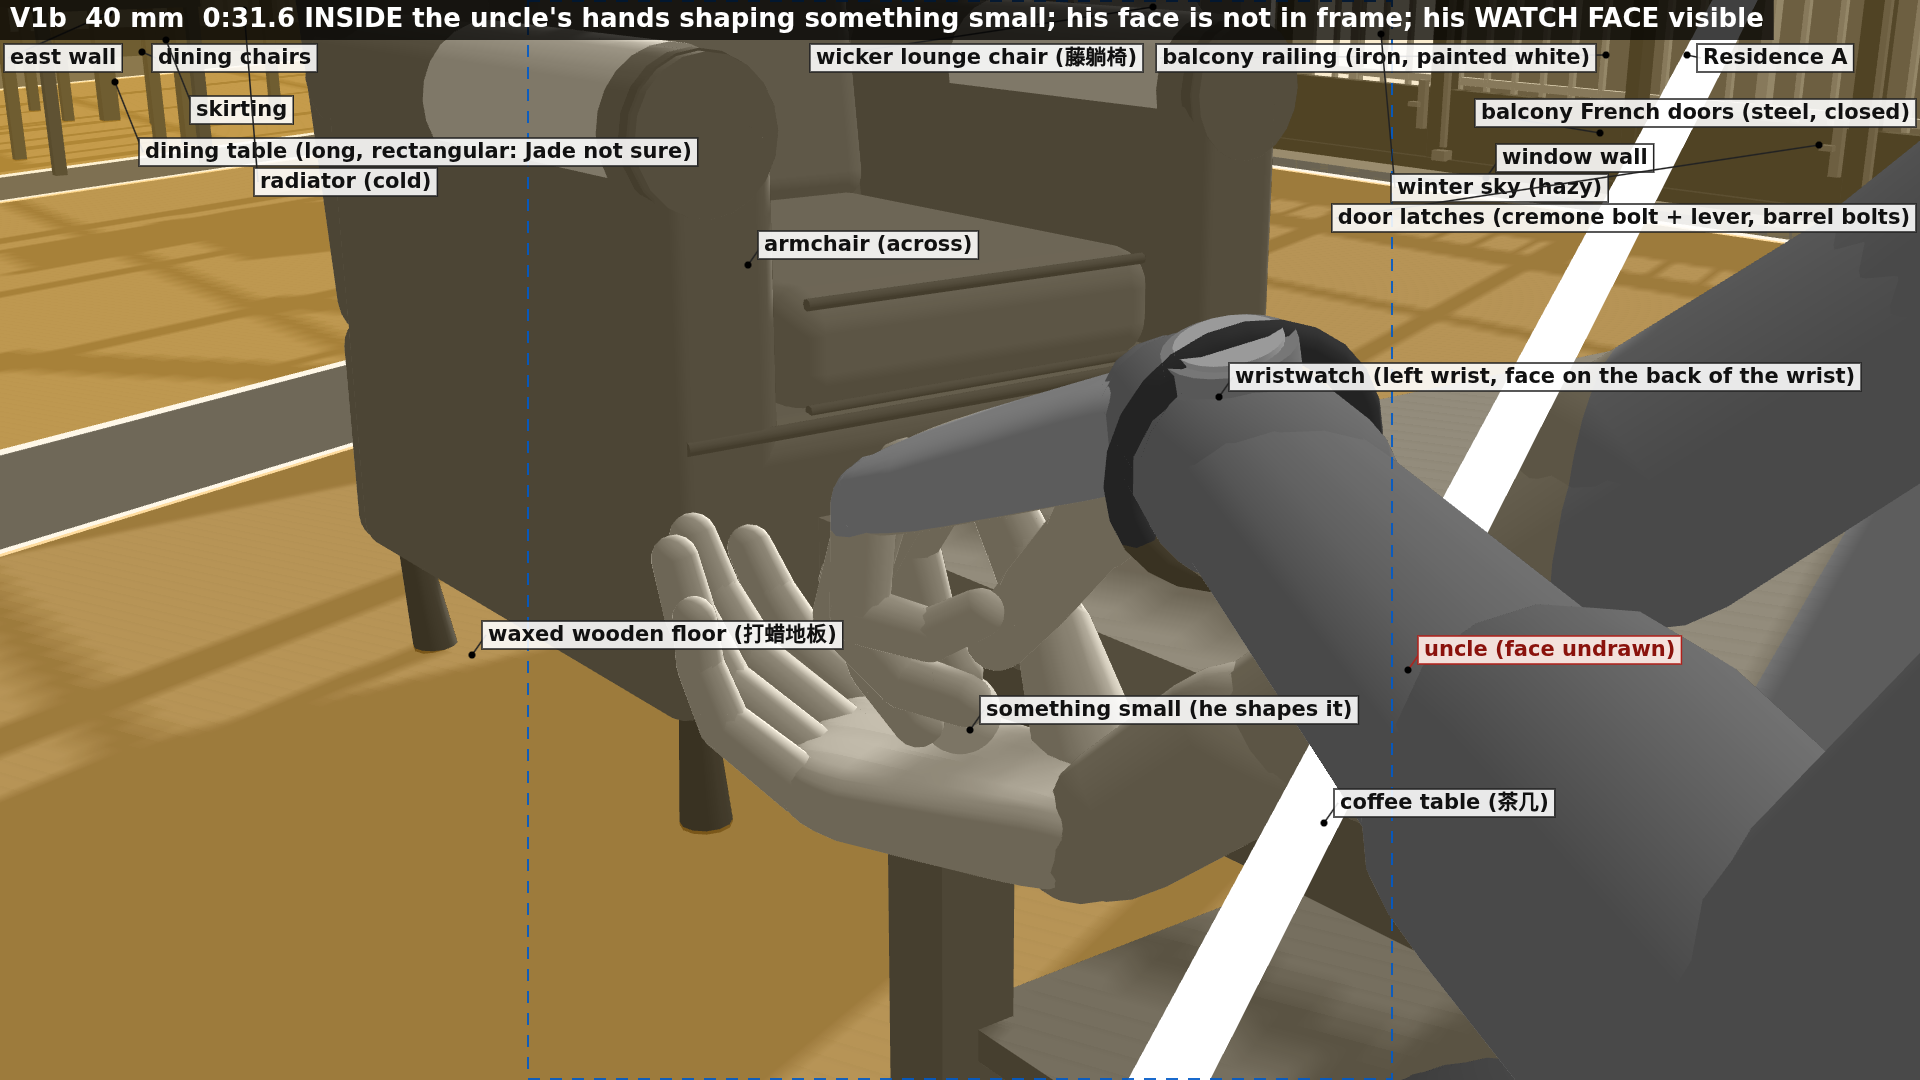 V1b 40 mm 0:31.6 INSIDE the uncle's hands shaping something small; his face is not in frame; his WATCH FACE visible
east wall
dining chairs
wicker lounge chair (藤躺椅)
balcony railing (iron, painted white)
Residence A
skirting
balcony French doors (steel, closed)
dining table (long, rectangular: Jade not sure)
window wall
radiator (cold)
winter sky (hazy)
door latches (cremone bolt + lever, barrel bolts)
armchair (across)
wristwatch (left wrist, face on the back of the wrist)
waxed wooden floor (打蜡地板)
uncle (face undrawn)
something small (he shapes it)
coffee table (茶几)